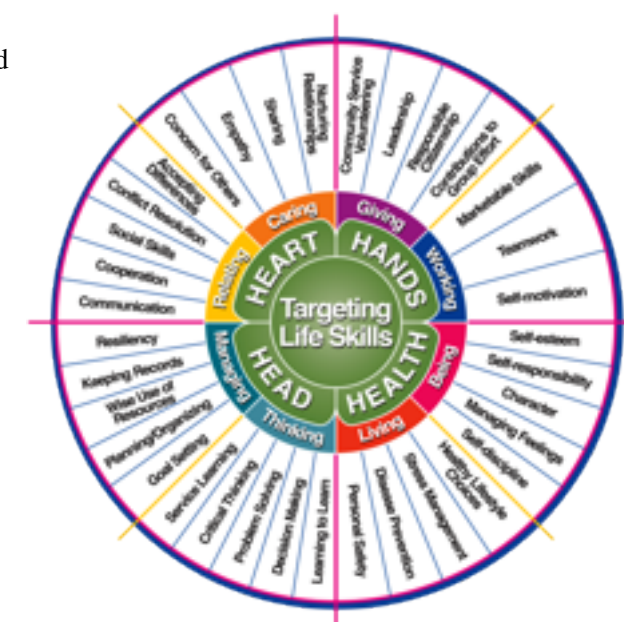 d
Targeting
Life Skills
HEART
HANDS
HEALTH
HEAD
Caring
Giving
Working
Being
Living
Thinking
Managing
Relating
Community Service
Volunteering
Leadership
Responsible
Citizenship
Contributions to
Group Effort
Marketable Skills
Teamwork
Self-motivation
Self-esteem
Self-responsibility
Character
Managing Feelings
Self-discipline
Healthy Lifestyle
Choices
Stress Management
Disease Prevention
Personal Safety
Learning to Learn
Decision Making
Problem Solving
Critical Thinking
Service Learning
Goal Setting
Planning/Organizing
Wise Use of
Resources
Keeping Records
Resiliency
Communication
Cooperation
Social Skills
Conflict Resolution
Accepting
Differences
Concern for Others
Empathy
Sharing
Nurturing
Relationships